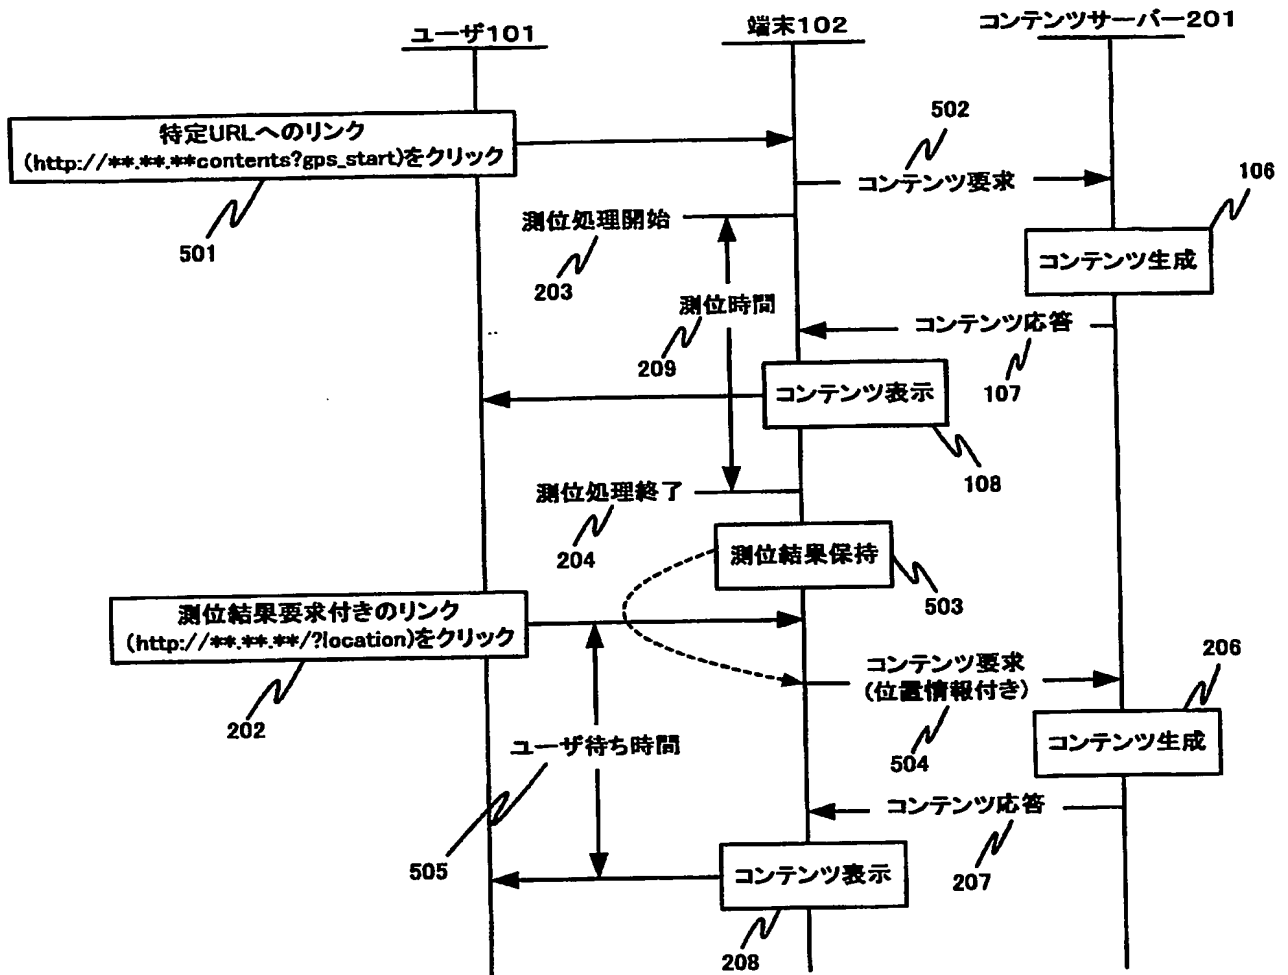 ユーザ101
端末102
コンテンツサーバー201
特定URLへのリンク
(http://**.**.**contents?gps_start)をクリック
501
502
コンテンツ要求
測位処理開始
203
106
コンテンツ生成
測位時間
209
コンテンツ応答
107
コンテンツ表示
108
測位処理終了
204
測位結果保持
503
測位結果要求付きのリンク
(http://**.**.**/?location)をクリック
202
コンテンツ要求
(位置情報付き)
504
206
コンテンツ生成
ユーザ待ち時間
505
コンテンツ応答
207
コンテンツ表示
208